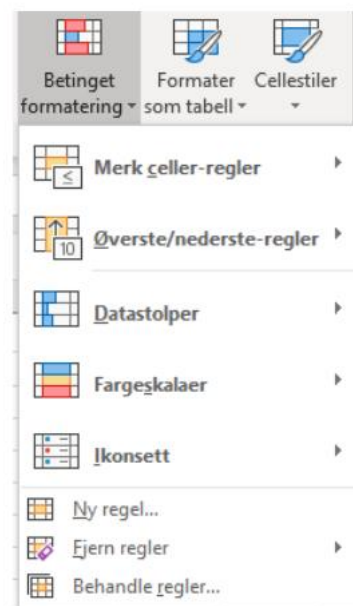 Betinget Formater Cellestiler
formatering som tabell
≤ Merk celler-regler
10 Øverste/nederste-regler
Datastolper
Fargeskalaer
Ikonsett
Ny regel...
Fjern regler
Behandle regler...